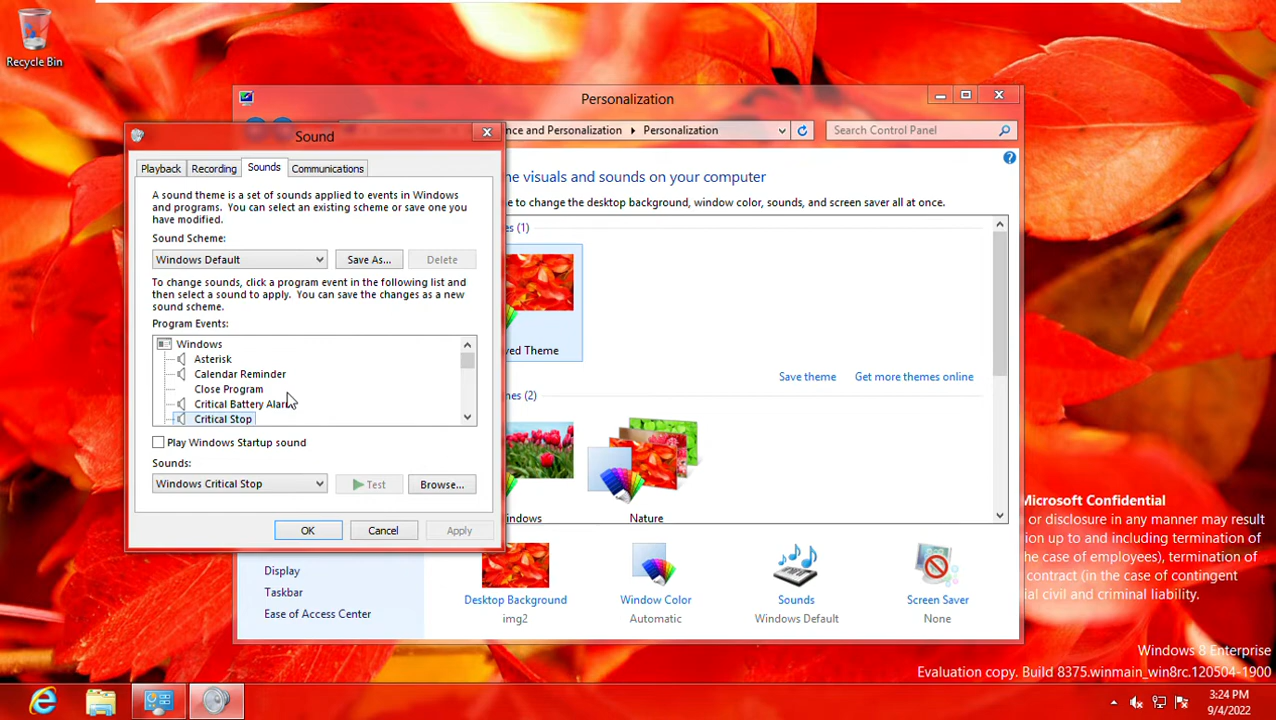 Recycle Bin
Personalization
nce and Personalization
Personalization
Search Control Panel
e visuals and sounds on your computer
e to change the desktop background, window color, sounds, and screen saver all at once.
es (1)
ved Theme
Save theme
Get more themes online
mes (2)
indows
Nature
Display
Taskbar
Ease of Access Center
Desktop Background
img2
Window Color
Automatic
Sounds
Windows Default
Screen Saver
None
Sound
Playback
Recording
Sounds
Communications
A sound theme is a set of sounds applied to events in Windows
and programs. You can select an existing scheme or save one you
have modified.
Sound Scheme:
Windows Default
Save As...
Delete
To change sounds, click a program event in the following list and
then select a sound to apply. You can save the changes as a new
sound scheme.
Program Events:
Windows
Asterisk
Calendar Reminder
Close Program
Critical Battery Alarm
Critical Stop
Play Windows Startup sound
Sounds:
Windows Critical Stop
Test
Browse...
OK
Cancel
Apply
Microsoft Confidential
or disclosure in any manner may result
ion up to and including termination of
the case of employees), termination of
contract (in the case of contingent
ial civil and criminal liability.
Windows 8 Enterprise
Evaluation copy. Build 8375.winmain_win8rc.120504-1900
3:24 PM
9/4/2022